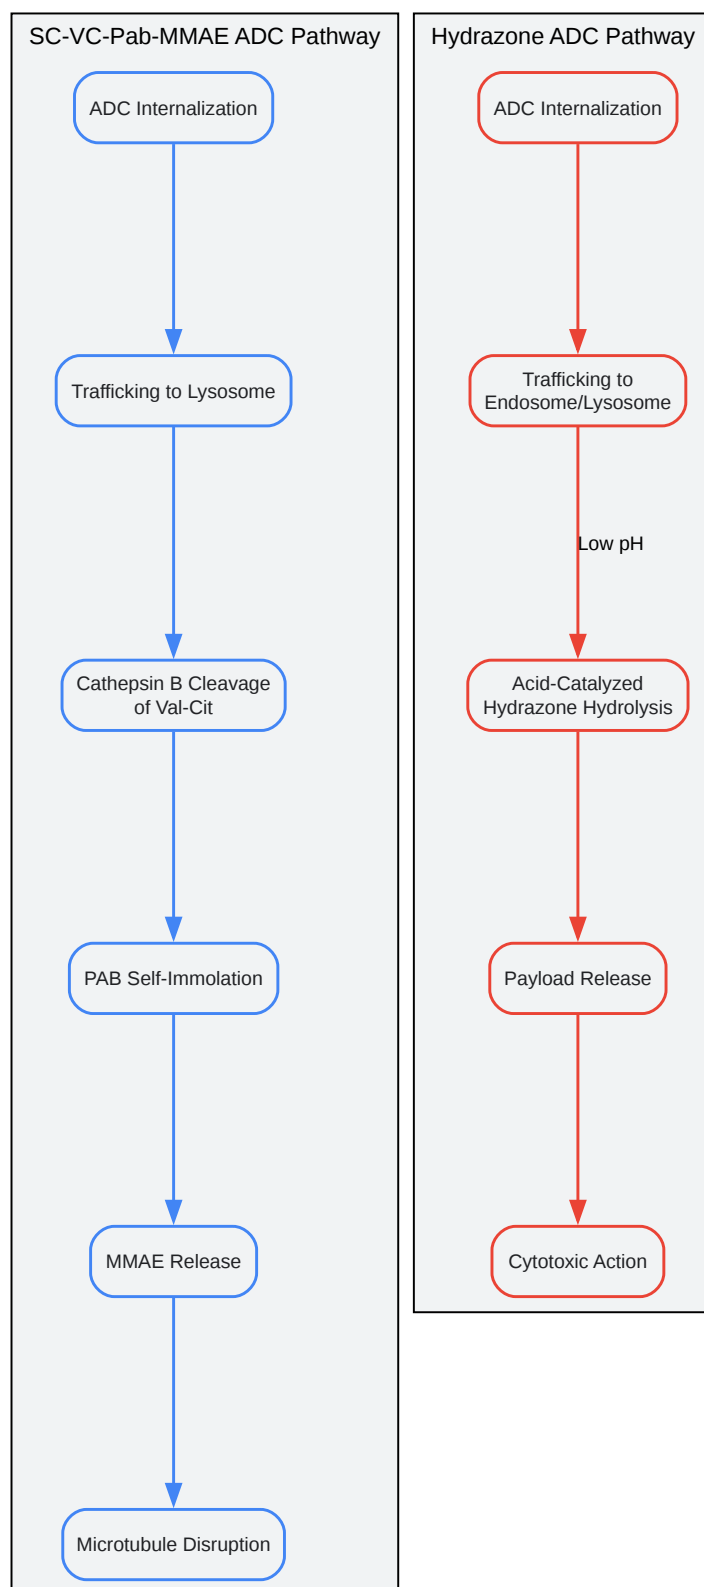 SC-VC-Pab-MMAE ADC Pathway
ADC Internalization
Trafficking to Lysosome
Cathepsin B Cleavage
of Val-Cit
PAB Self-Immolation
MMAE Release
Microtubule Disruption
Hydrazone ADC Pathway
ADC Internalization
Trafficking to
Endosome/Lysosome
Low pH
Acid-Catalyzed
Hydrazone Hydrolysis
Payload Release
Cytotoxic Action